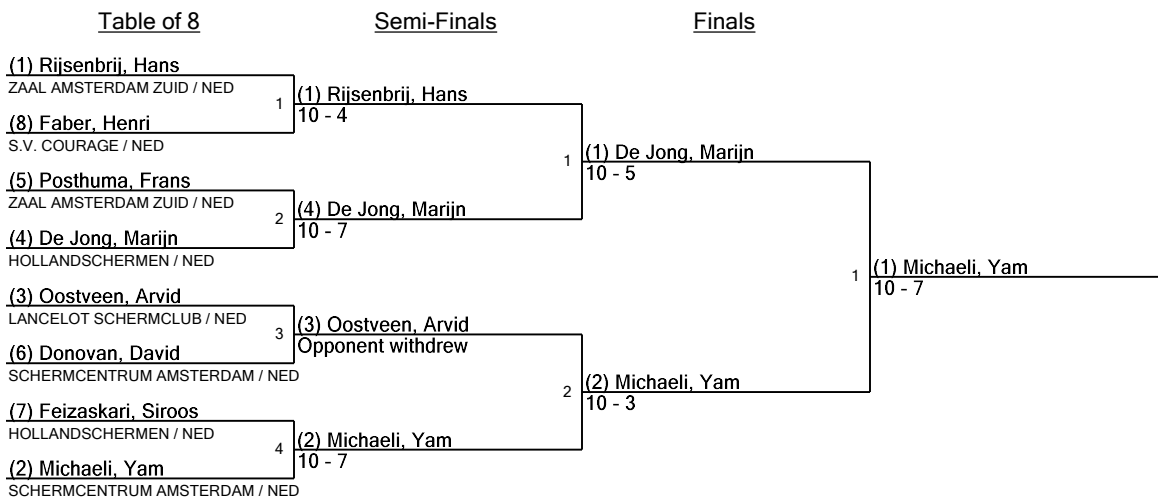 Table of 8
Semi-Finals
Finals
(1) Rijsenbrij, Hans
ZAAL AMSTERDAM ZUID / NED
1
(8) Faber, Henri
S.V. COURAGE / NED
(5) Posthuma, Frans
ZAAL AMSTERDAM ZUID / NED
2
(4) De Jong, Marijn
HOLLANDSCHERMEN / NED
(3) Oostveen, Arvid
LANCELOT SCHERMCLUB / NED
3
(6) Donovan, David
SCHERMCENTRUM AMSTERDAM / NED
(7) Feizaskari, Siroos
HOLLANDSCHERMEN / NED
4
(2) Michaeli, Yam
SCHERMCENTRUM AMSTERDAM / NED
(1) Rijsenbrij, Hans
10 - 4
1
(4) De Jong, Marijn
10 - 7
(3) Oostveen, Arvid
Opponent withdrew
2
(2) Michaeli, Yam
10 - 7
(1) De Jong, Marijn
10 - 5
1
(2) Michaeli, Yam
10 - 3
(1) Michaeli, Yam
10 - 7